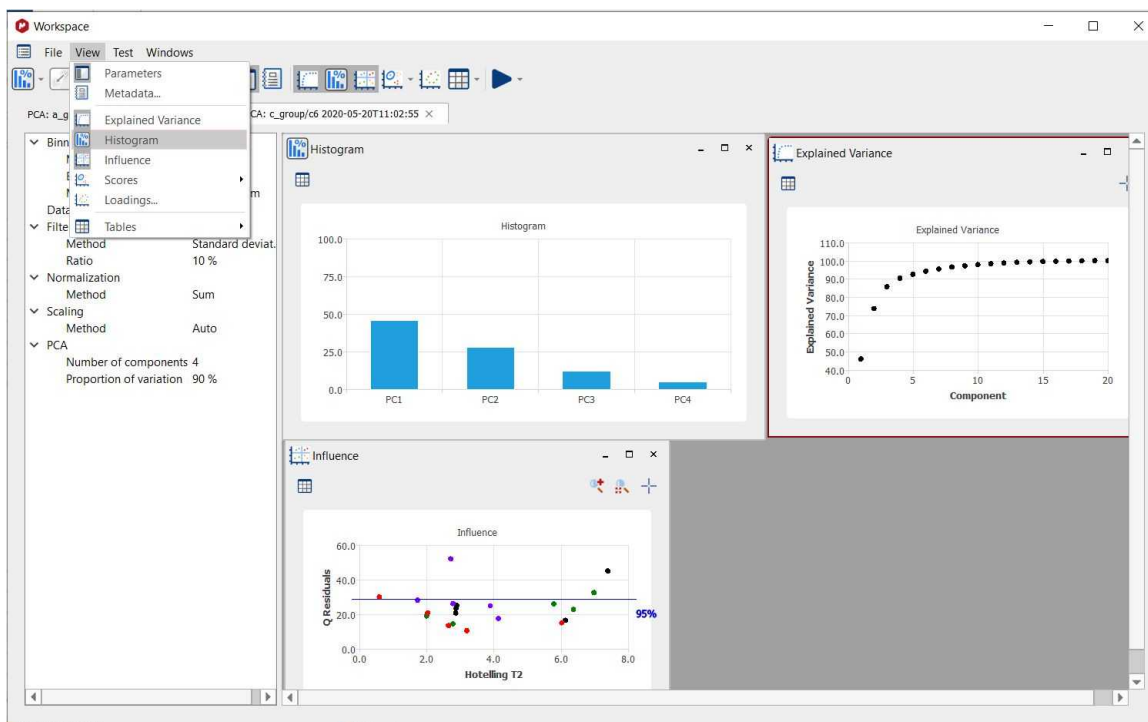 Workspace
File View Test Windows
Parameters
Metadata...
Explained Variance
Histogram
Influence
Scores
Loadings...
Tables
PCA: a_g
CA: c_group/c6 2020-05-20T11:02:55
Binn
m
Data
Filte
Method Standard deviat.
Ratio 10 %
Normalization
Method Sum
Scaling
Method Auto
PCA
Number of components 4
Proportion of variation 90 %
Histogram
Histogram
100.0
75.0
50.0
25.0
0.0
PC1 PC2 PC3 PC4
Explained Variance
Explained Variance
Explained Variance
110.0
100.0
90.0
80.0
70.0
60.0
50.0
40.0
0 5 10 15 20
Component
Influence
Influence
Q Residuals
60.0
40.0
20.0
0.0
95%
0.0 2.0 4.0 6.0 8.0
Hotelling T2